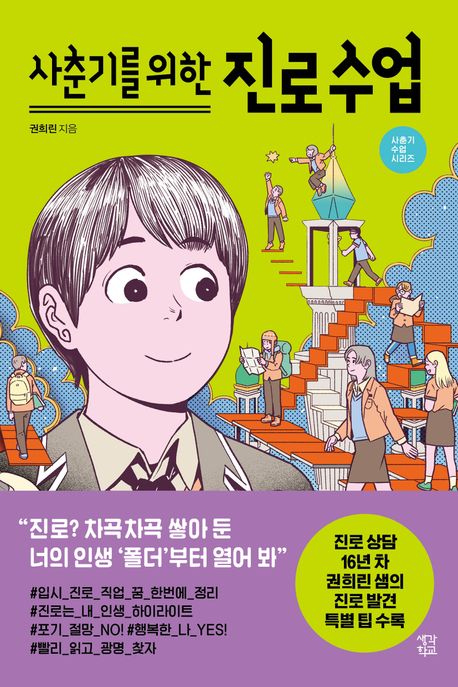 사춘기를 위한 진로 수업
권희린 지음
사춘기
수업
시리즈
“진로? 차곡차곡 쌓아 둔
너의 인생 ‘폴더’부터 열어 봐”
#입시_진로_직업_꿈_한번에_정리
#진로는_내_인생_하이라이트
#포기_절망_NO! #행복한_나_YES!
#빨리_읽고_광명_찾자
진로 상담
16년 차
권희린 샘의
진로 발견
특별 팁 수록
생각
학교